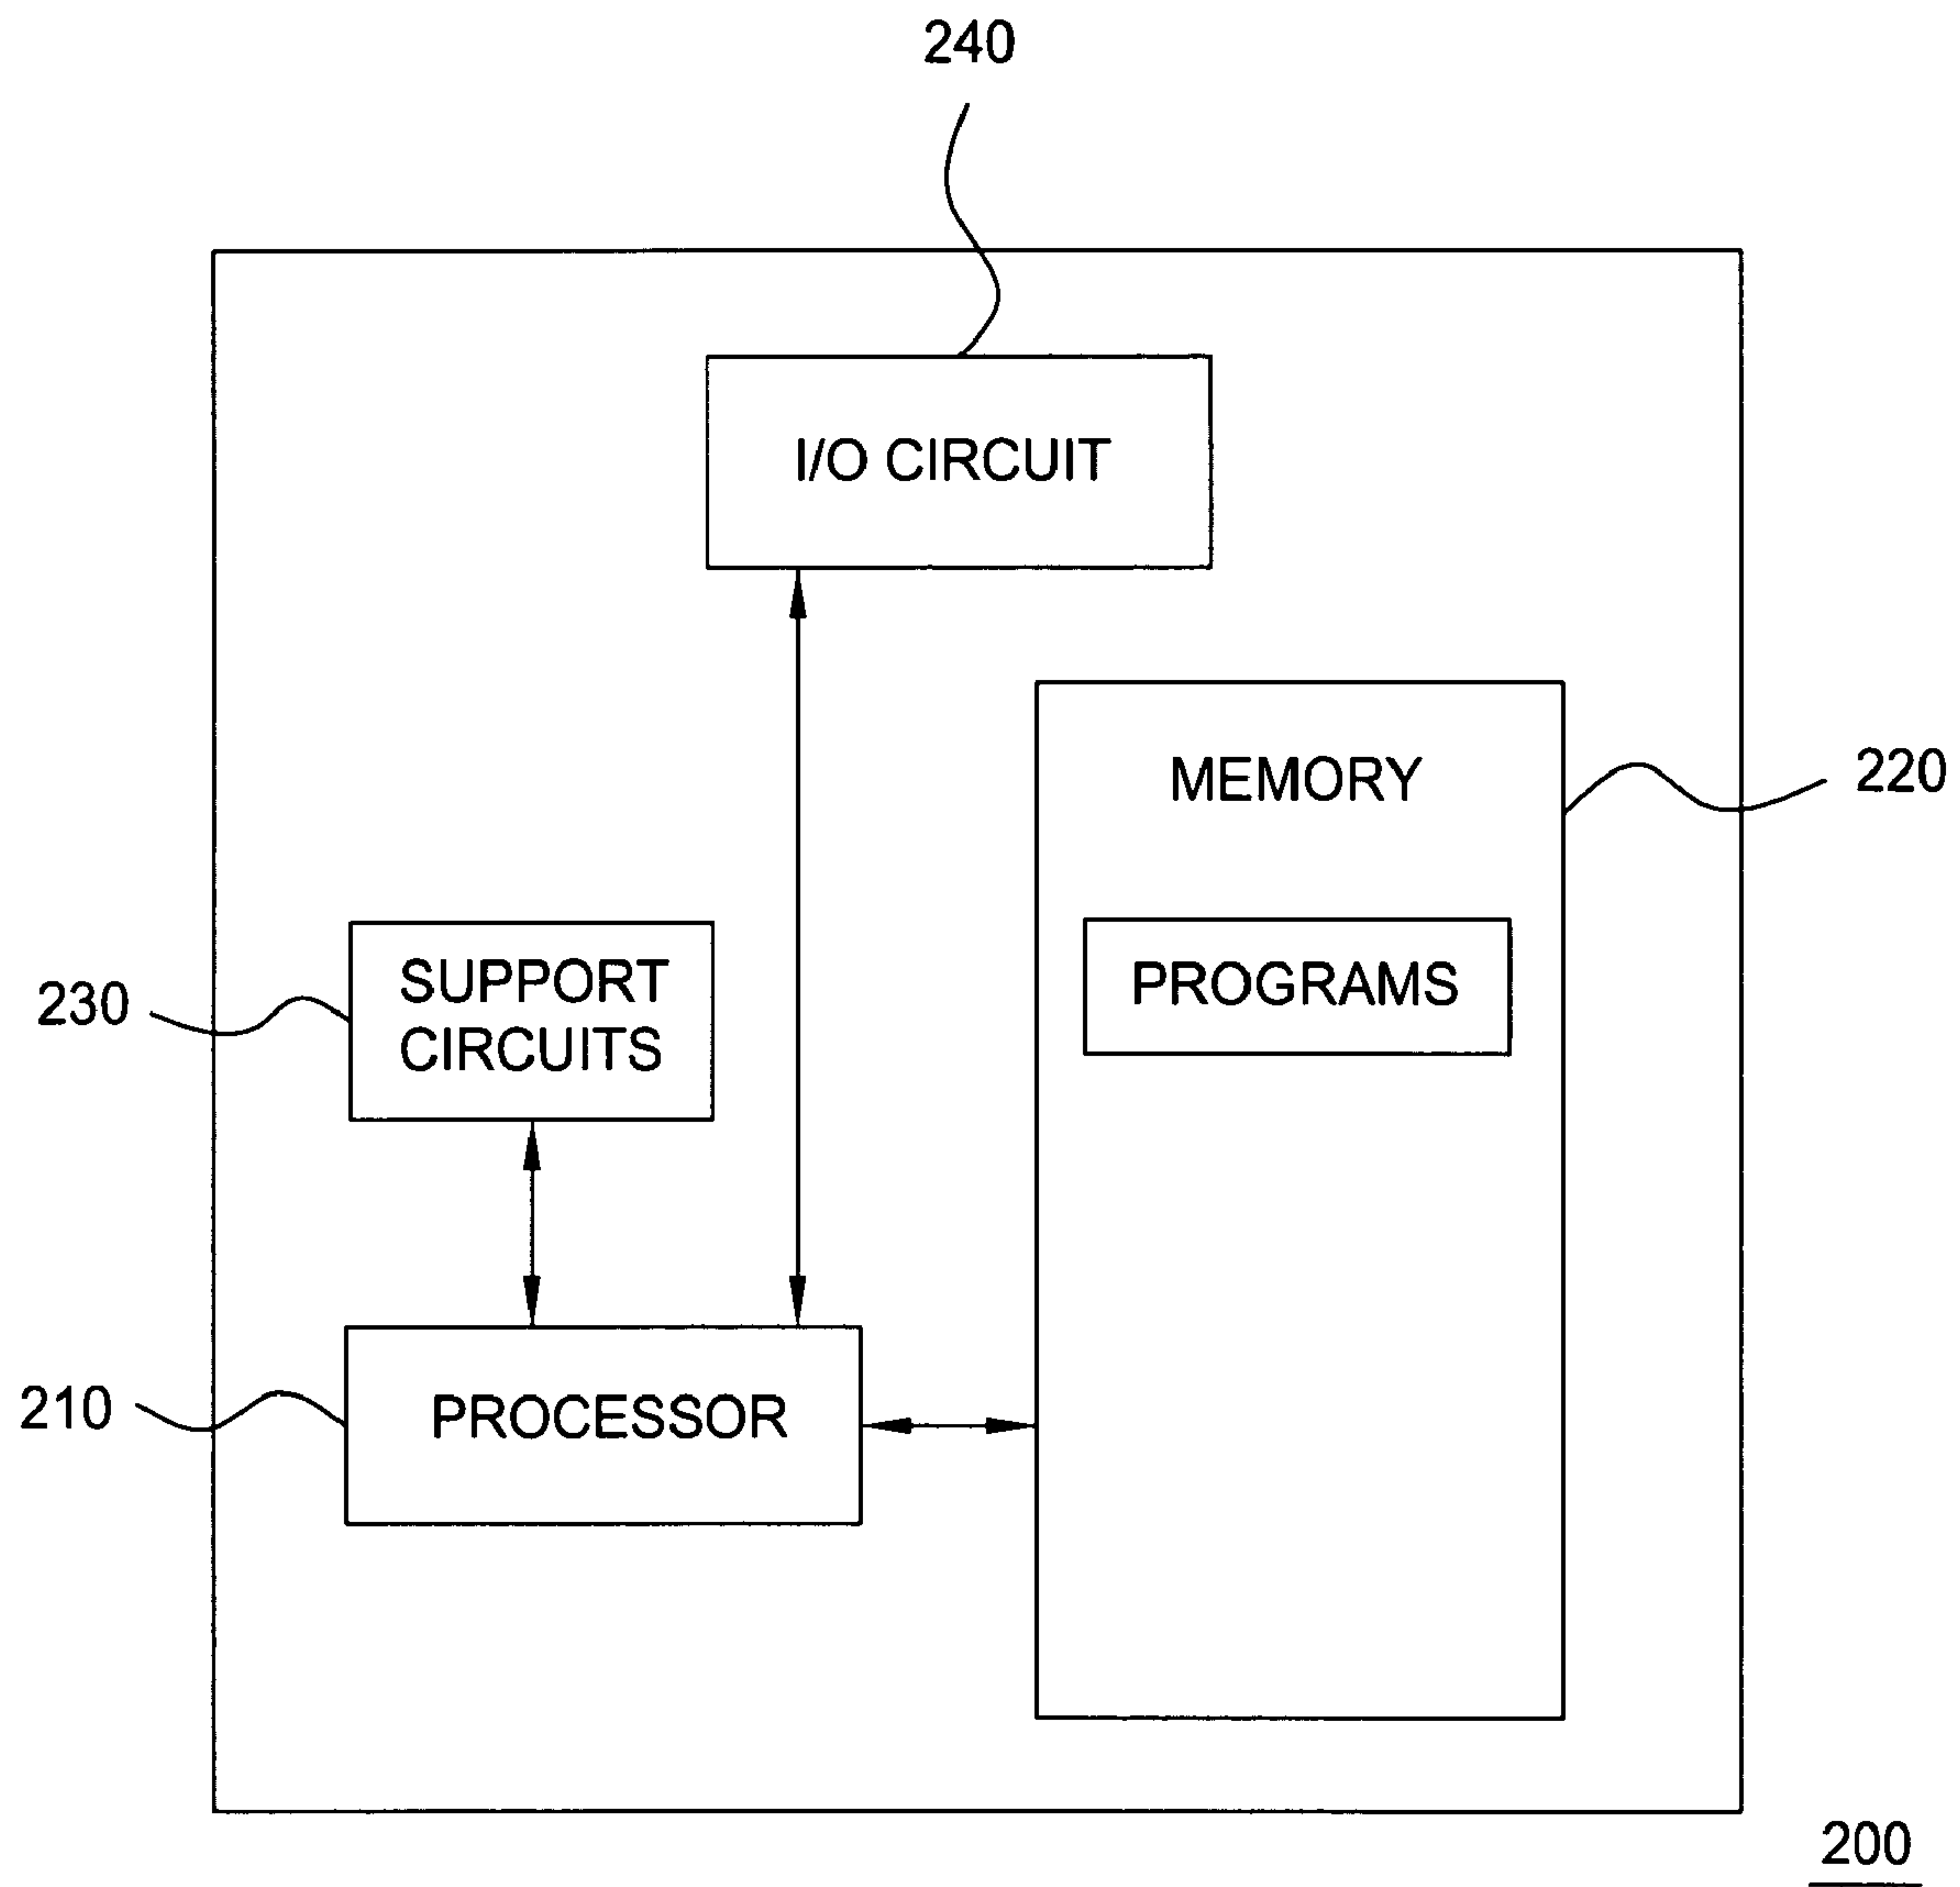 240
I/O CIRCUIT
MEMORY
220
PROGRAMS
SUPPORT
CIRCUITS
230
210
PROCESSOR
200